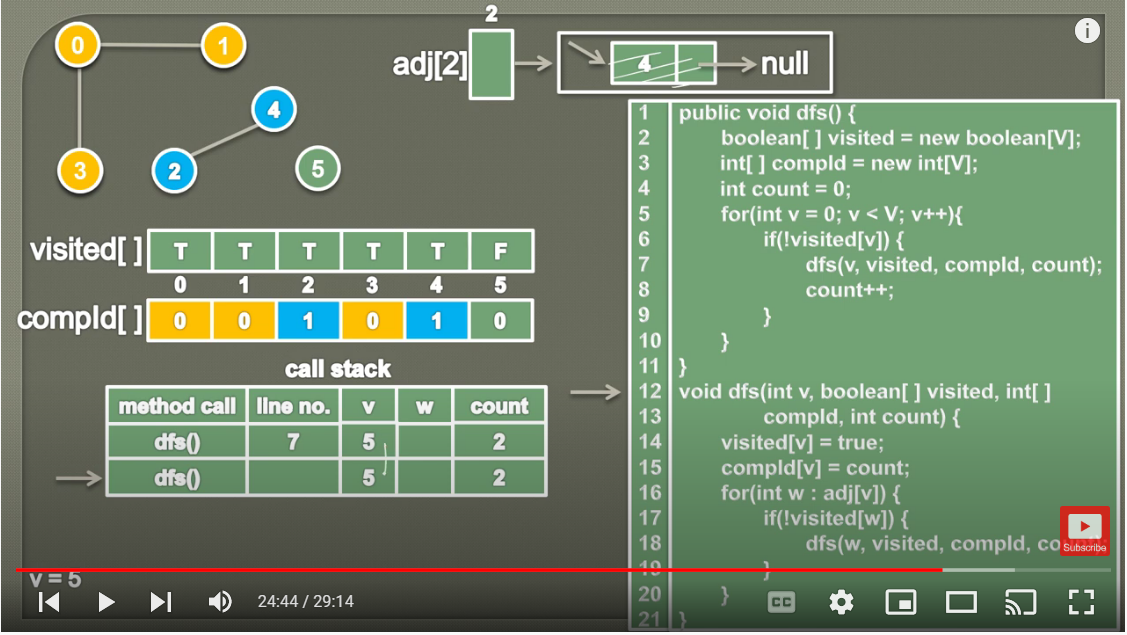 2
0 1
adj[2] 4 null
4
3 2 5
visited[ ] T T T T T F
0 1 2 3 4 5
compId[ ] 0 0 1 0 1 0
call stack
method call line no. v w count
dfs() 7 5 2
dfs() 5 2
v = 5
1 public void dfs() {
2 boolean[ ] visited = new boolean[V];
3 int[ ] compId = new int[V];
4 int count = 0;
5 for(int v = 0; v < V; v++){
6 if(!visited[v]) {
7 dfs(v, visited, compId, count);
8 count++;
9 }
10 }
11 }
12 void dfs(int v, boolean[ ] visited, int[ ]
13 compId, int count) {
14 visited[v] = true;
15 compId[v] = count;
16 for(int w : adj[v]) {
17 if(!visited[w]) {
18 dfs(w, visited, compId, co
19 }
20 }
21 }
Subscribe
24:44 / 29:14
CC